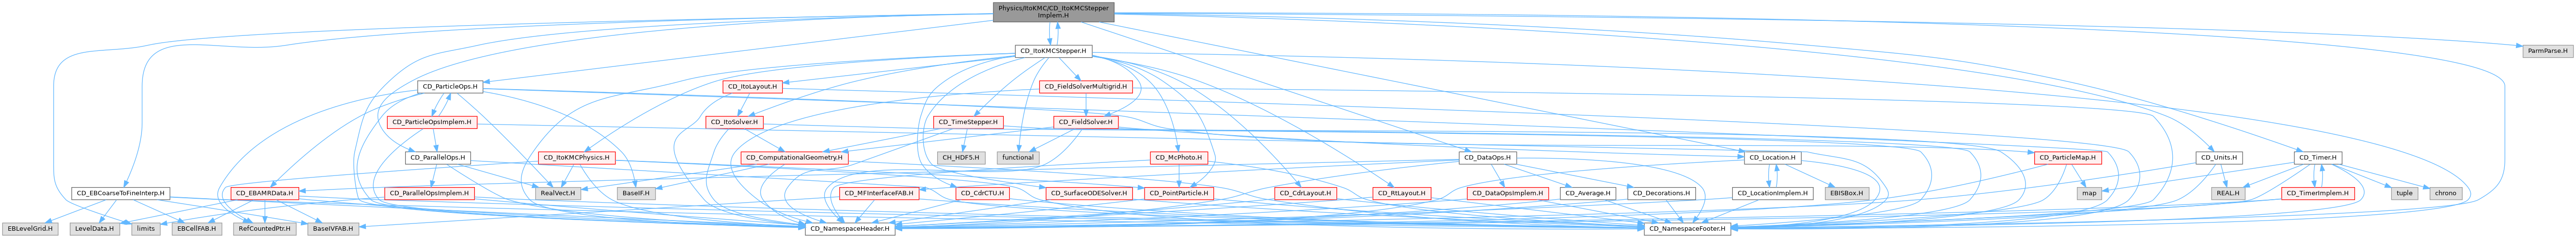 Physics/ItoKMC/CD_ItoKMCStepper
Implem.H
CD_ItoKMCStepper.H
ParmParse.H
CD_ParticleOps.H
CD_ItoLayout.H
CD_FieldSolverMultigrid.H
CD_ParticleOpsImplem.H
CD_ItoSolver.H
CD_TimeStepper.H
CD_FieldSolver.H
CD_ParallelOps.H
CD_ItoKMCPhysics.H
CD_ComputationalGeometry.H
CH_HDF5.H
functional
CD_McPhoto.H
CD_DataOps.H
CD_Location.H
CD_ParticleMap.H
CD_Units.H
CD_Timer.H
CD_EBCoarseToFineInterp.H
CD_EBAMRData.H
CD_ParallelOpsImplem.H
RealVect.H
BaseIF.H
CD_MFInterfaceFAB.H
CD_CdrCTU.H
CD_SurfaceODESolver.H
CD_PointParticle.H
CD_CdrLayout.H
CD_RtLayout.H
CD_DataOpsImplem.H
CD_Average.H
CD_Decorations.H
CD_LocationImplem.H
EBISBox.H
map
REAL.H
CD_TimerImplem.H
tuple
chrono
EBLevelGrid.H
LevelData.H
limits
EBCellFAB.H
RefCountedPtr.H
BaseIVFAB.H
CD_NamespaceHeader.H
CD_NamespaceFooter.H